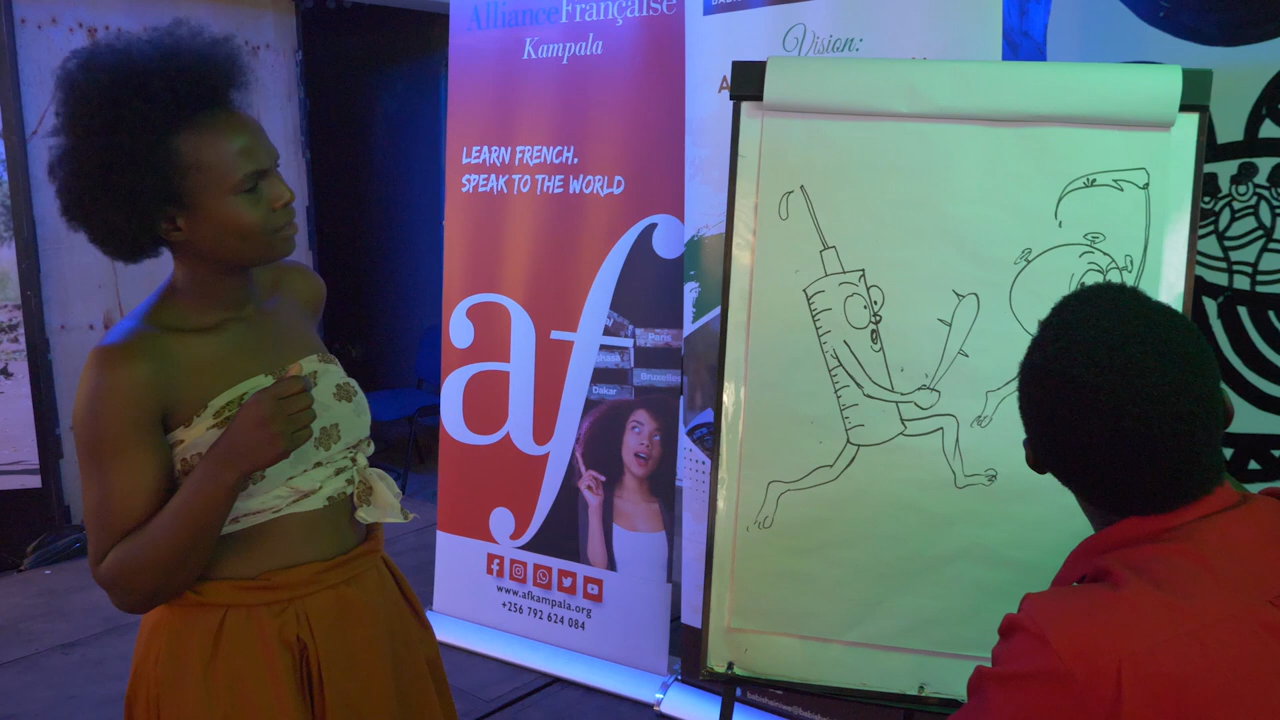 AllianceFrançaise
Kampala
LEARN FRENCH.
SPEAK TO THE WORLD
af
Paris
Bruxelles
Dakar
www.afkampala.org
+256 792 624 084
Vision:
A